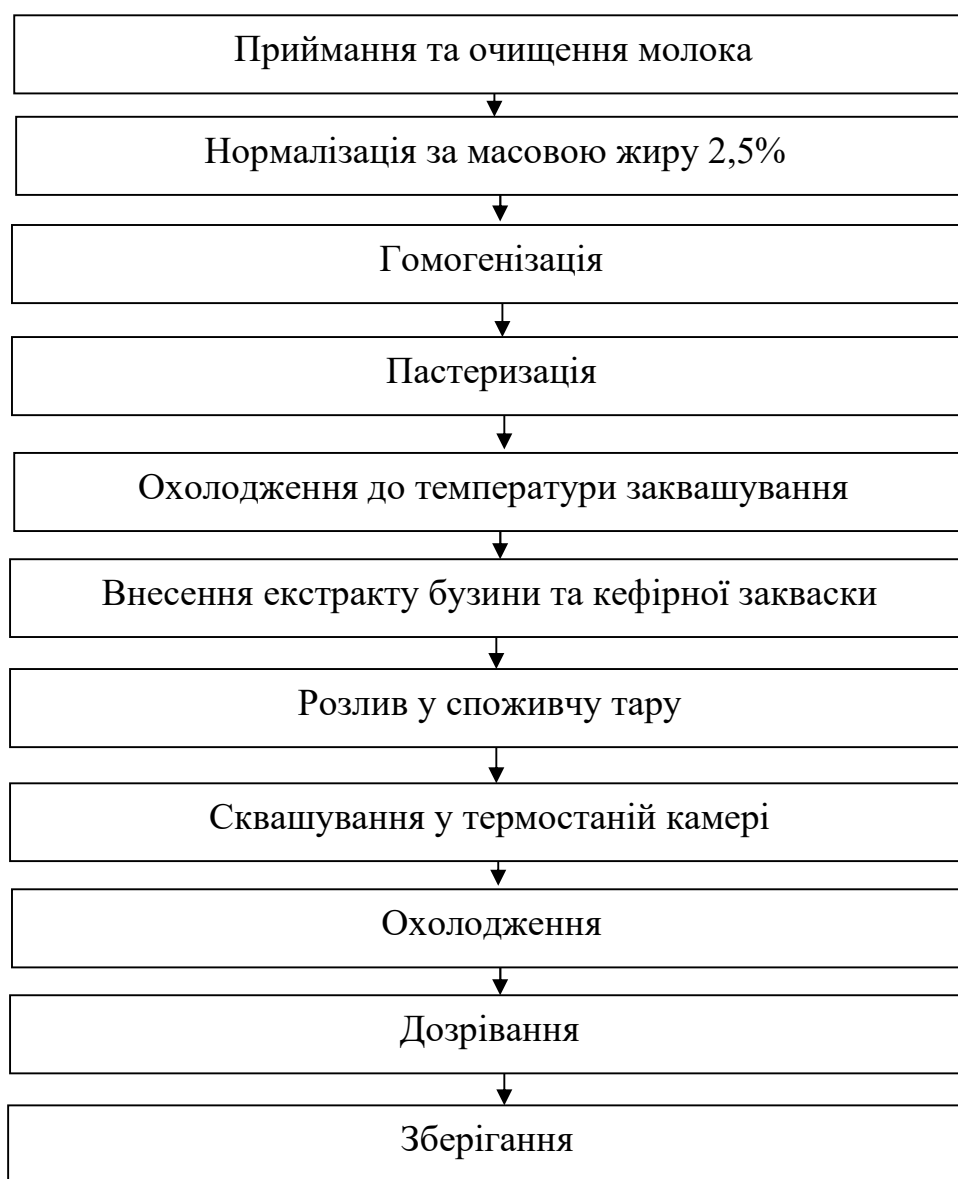 Приймання та очищення молока
Нормалізація за масовою жиру 2,5%
Гомогенізація
Пастеризація
Охолодження до температури заквашування
Внесення екстракту бузини та кефірної закваски
Розлив у споживчу тару
Сквашування у термостаній камері
Охолодження
Дозрівання
Зберігання